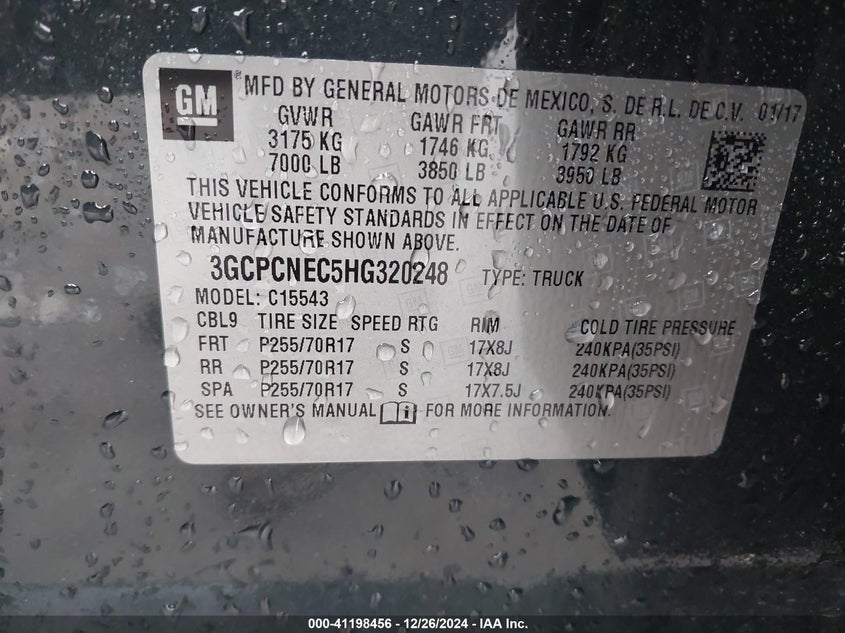 GM ® MFD BY GENERAL MOTORS DE MEXICO, S. DE R.L. DE C.V. 01/17
GVWR GAWR FRT GAWR RR
3175 KG 1746 KG 1792 KG
7000 LB 3850 LB 3950 LB
THIS VEHICLE CONFORMS TO ALL APPLICABLE U.S. FEDERAL MOTOR
VEHICLE SAFETY STANDARDS IN EFFECT ON THE DATE OF
MANUFACTURE SHOWN ABOVE.
3GCPCNEC5HG320248 TYPE: TRUCK
MODEL: C15543
CBL9 TIRE SIZE SPEED RTG RIM COLD TIRE PRESSURE
FRT P255/70R17 S 17X8J 240KPA(35PSI)
RR P255/70R17 S 17X8J 240KPA(35PSI)
SPA P255/70R17 S 17X7.5J 240KPA(35PSI)
SEE OWNER'S MANUAL i FOR MORE INFORMATION.
000-41198456 - 12/26/2024 - IAA Inc.